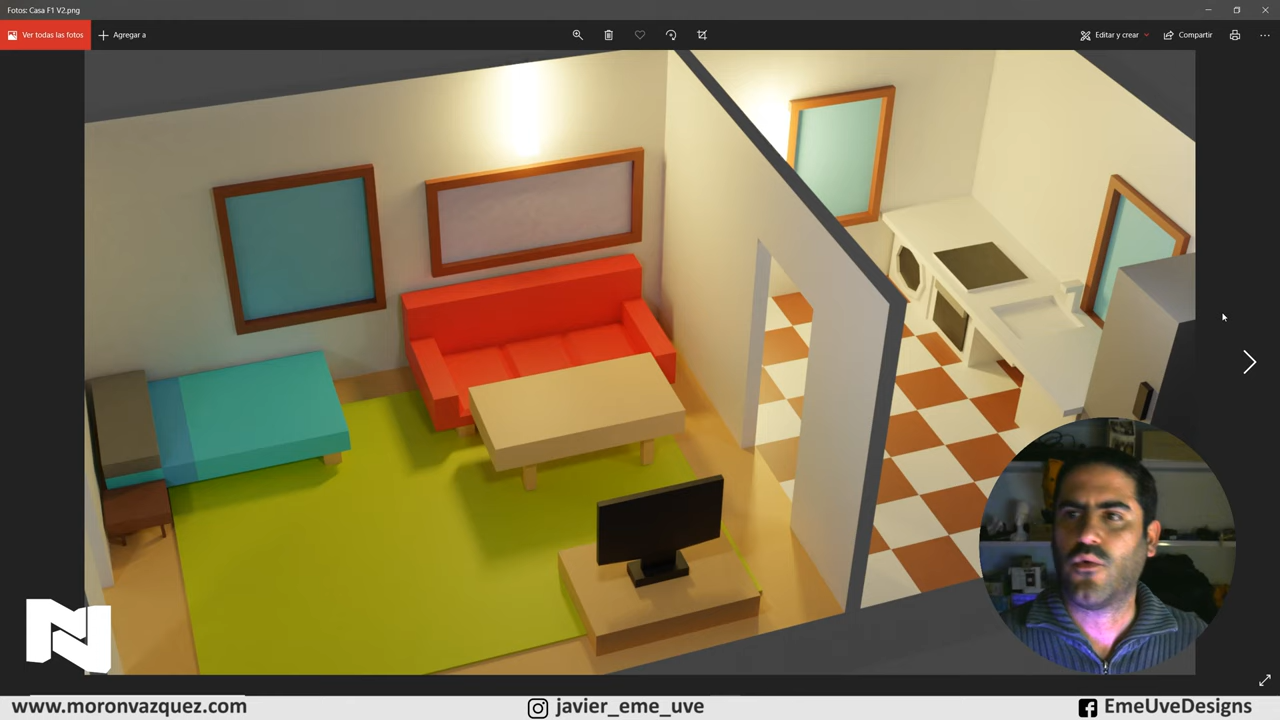 Fotos: Casa F1 V2.png
Ver todas las fotos
Agregar a
Editar y crear
Compartir
www.moronvazquez.com
javier_eme_uve
EmeUveDesigns